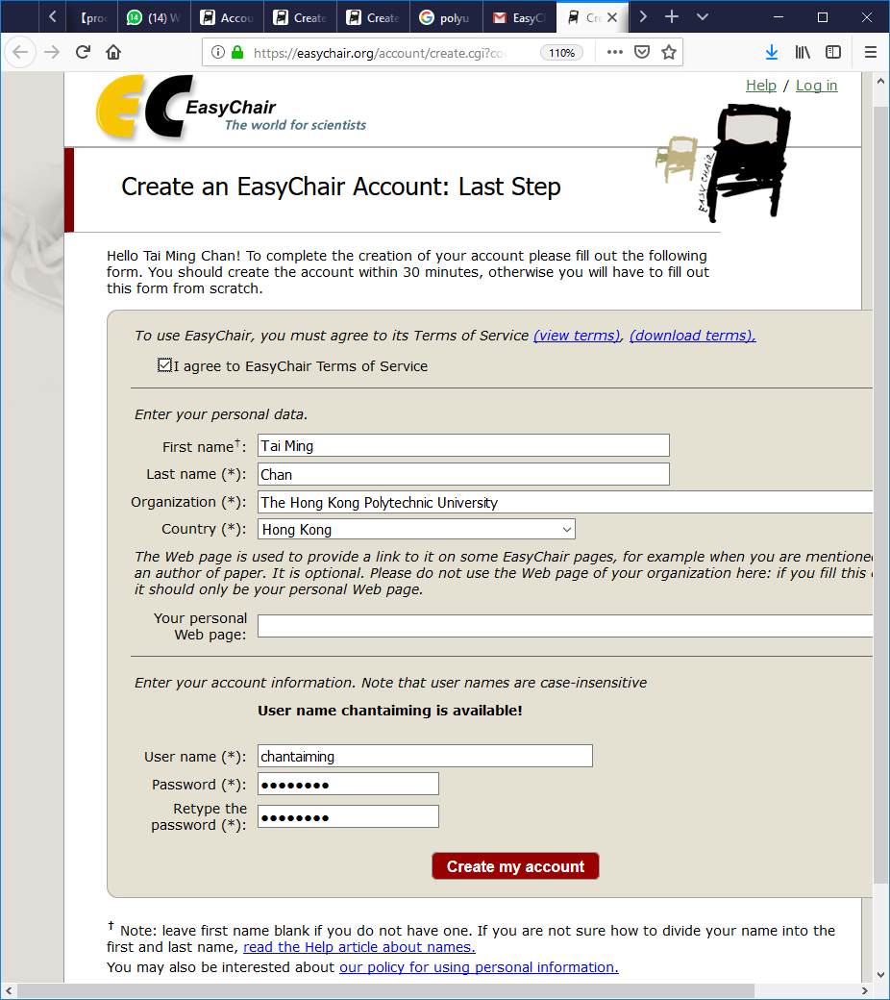 [proc
14
(14) W
Accou
Create
Create
polyu
EasyCh
Cre
https://easychair.org/account/create.cgi?co
110%
EC
EasyChair
The world for scientists
Help / Log in
EASY CHAIR
Create an EasyChair Account: Last Step
Hello Tai Ming Chan! To complete the creation of your account please fill out the following
form. You should create the account within 30 minutes, otherwise you will have to fill out
this form from scratch.
To use EasyChair, you must agree to its Terms of Service (view terms), (download terms),
I agree to EasyChair Terms of Service
Enter your personal data.
First name†: Tai Ming
Last name (*): Chan
Organization (*): The Hong Kong Polytechnic University
Country (*): Hong Kong
The Web page is used to provide a link to it on some EasyChair pages, for example when you are mentione
an author of paper. It is optional. Please do not use the Web page of your organization here: if you fill this
it should only be your personal Web page.
Your personal
Web page:
Enter your account information. Note that user names are case-insensitive
User name chantaiming is available!
User name (*): chantaiming
Password (*): ●●●●●●●●
Retype the
password (*): ●●●●●●●●
Create my account
† Note: leave first name blank if you do not have one. If you are not sure how to divide your name into the
first and last name, read the Help article about names.
You may also be interested about our policy for using personal information.